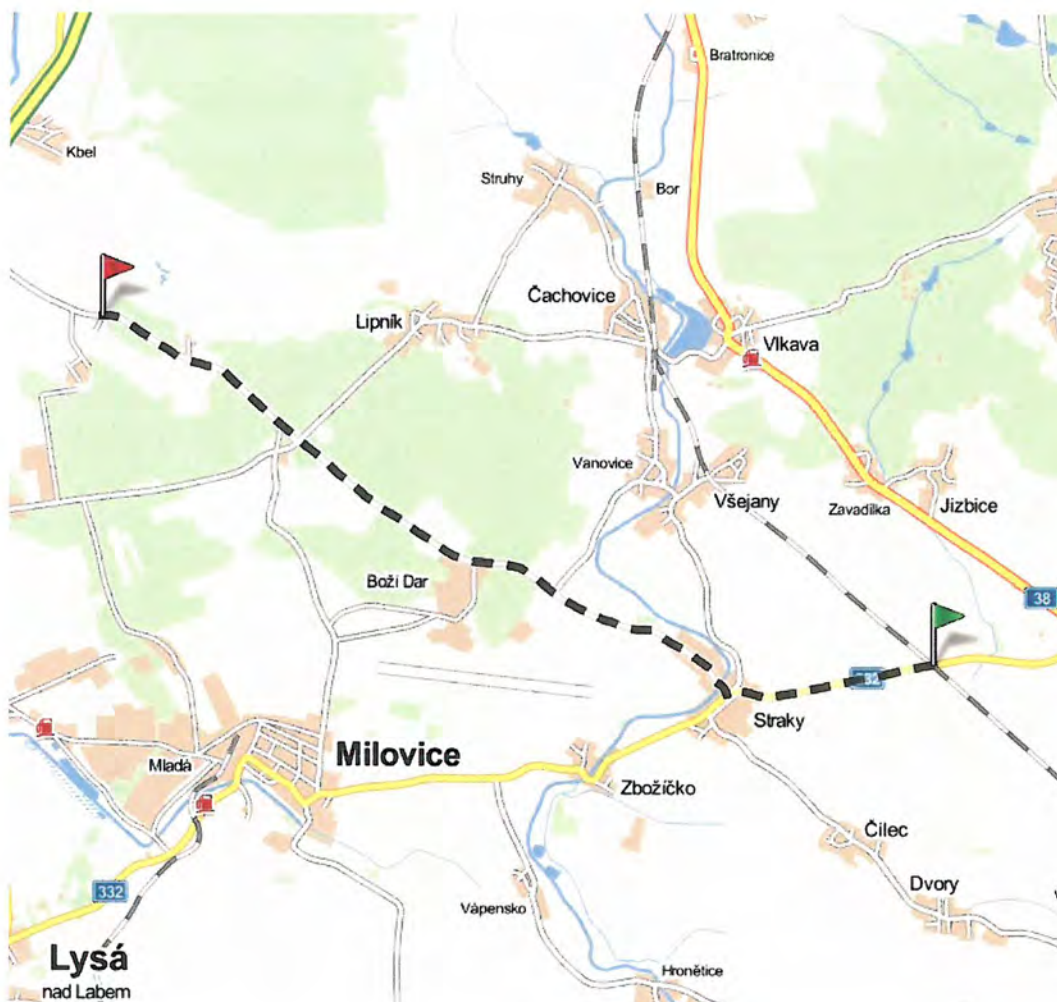 Bratronice
Kbel
Struhy
Bor
Čachovice
Lipník
Vlkava
Vanovice
Všejany
Zavadilka
Jizbice
Boží Dar
38
Straky
Milovice
Mladá
Zbožíčko
Čilec
332
Dvory
Vápensko
Lysá
nad Labem
Hronětice